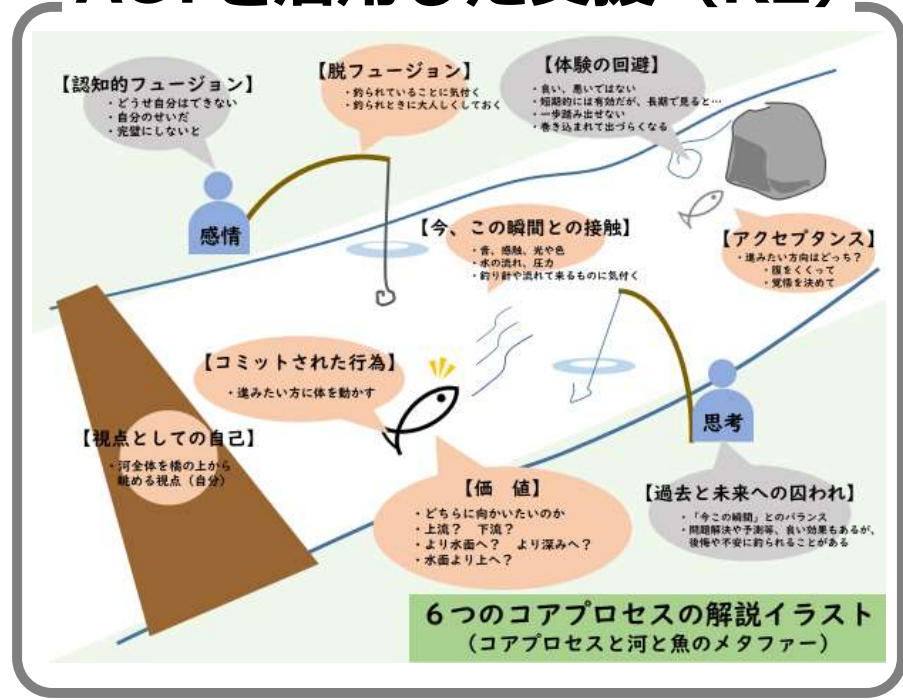 ACTを活用した支援（R2）
【認知的フュージョン】
・どうせ自分はできない
・自分のせいだ
・完璧にしないと
【脱フュージョン】
・釣られていることに気付く
・釣られときに大人しくしておく
【体験の回避】
・良い、悪いではない
・短期的には有効だが、長期で見ると…
・一歩踏み出せない
・巻き込まれて出づらくなる
感情
【今、この瞬間との接触】
・音、感触、光や色
・水の流れ、圧力
・釣り針や流れて来るものに気付く
【アクセプタンス】
・進みたい方向はどっち？
・腹をくくって
・覚悟を決めて
【コミットされた行為】
・進みたい方に体を動かす
思考
【視点としての自己】
・河全体を橋の上から
眺める視点（自分）
【価　値】
・どちらに向かいたいのか
・上流？　下流？
・より水面へ？　より深みへ？
・水面より上へ？
【過去と未来への囚われ】
・「今この瞬間」とのバランス
・問題解決や予測等、良い効果もあるが、
後悔や不安に釣られることがある
６つのコアプロセスの解説イラスト
（コアプロセスと河と魚のメタファー）